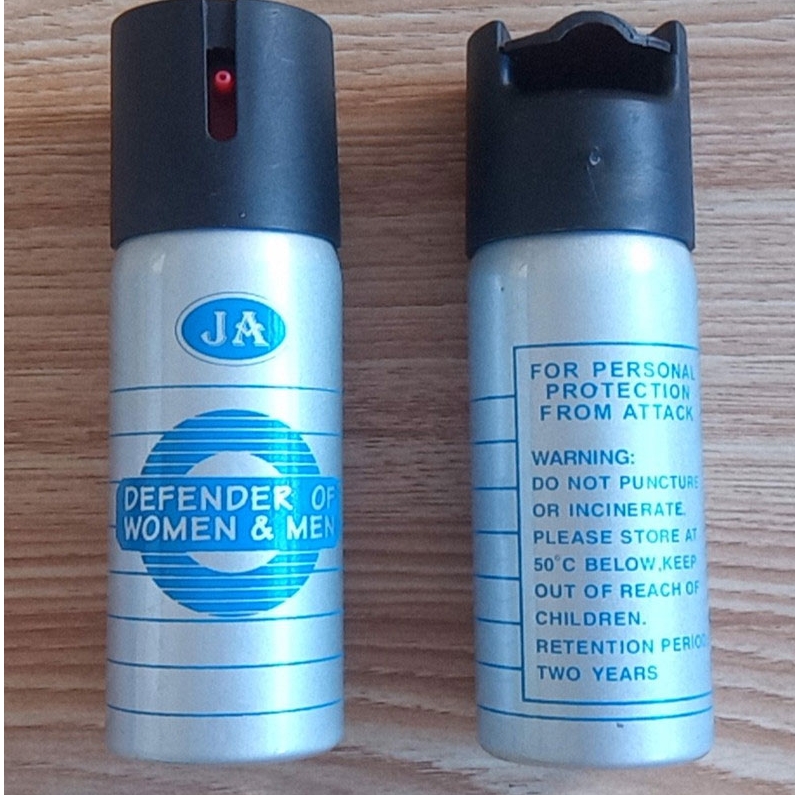 JA
DEFENDER OF
WOMEN & MEN
FOR PERSONAL
PROTECTION
FROM ATTACK
WARNING:
DO NOT PUNCTURE
OR INCINERATE.
PLEASE STORE AT
50°C BELOW,KEEP
OUT OF REACH OF
CHILDREN.
RETENTION PERIOD
TWO YEARS